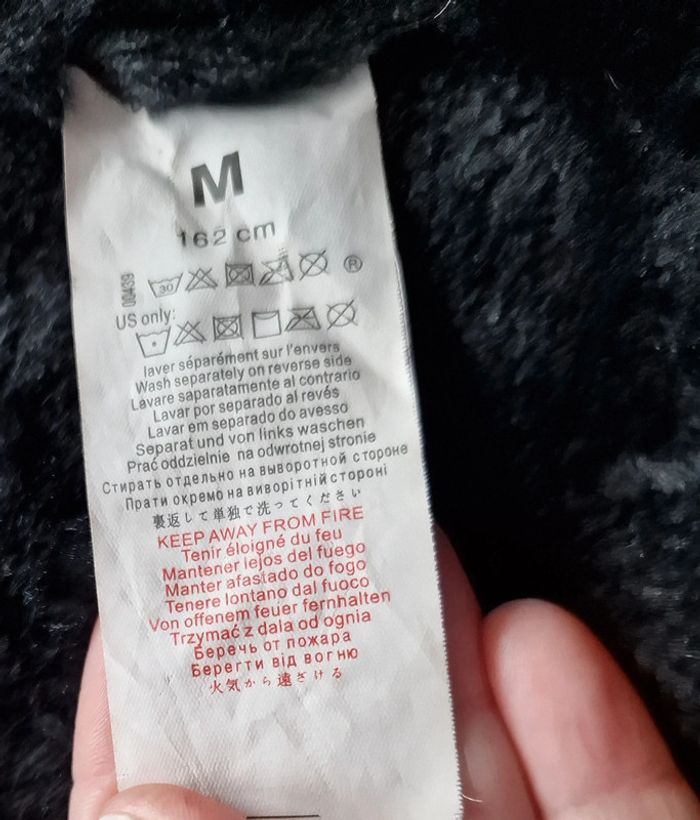 M
162 cm
30
®
00439
US only:
laver séparément sur l'envers
Wash separately on reverse side
Lavare saparatamente al contrario
Lavar por separado al revés
Lavar em separado do avesso
Separat und von links waschen
Prać oddzielnie na odwrotnej stronie
Стирать отдельно на выворотной стороне
Прати окремо на виворітній стороні
裏返して単独で洗ってください
KEEP AWAY FROM FIRE
Tenir éloigné du feu
Mantener lejos del fuego
Manter afastado do fogo
Tenere lontano dal fuoco
Von offenem feuer fernhalten
Trzymać z dala od ognia
Беречь от пожара
Берегти від вогню
火気から遠ざける